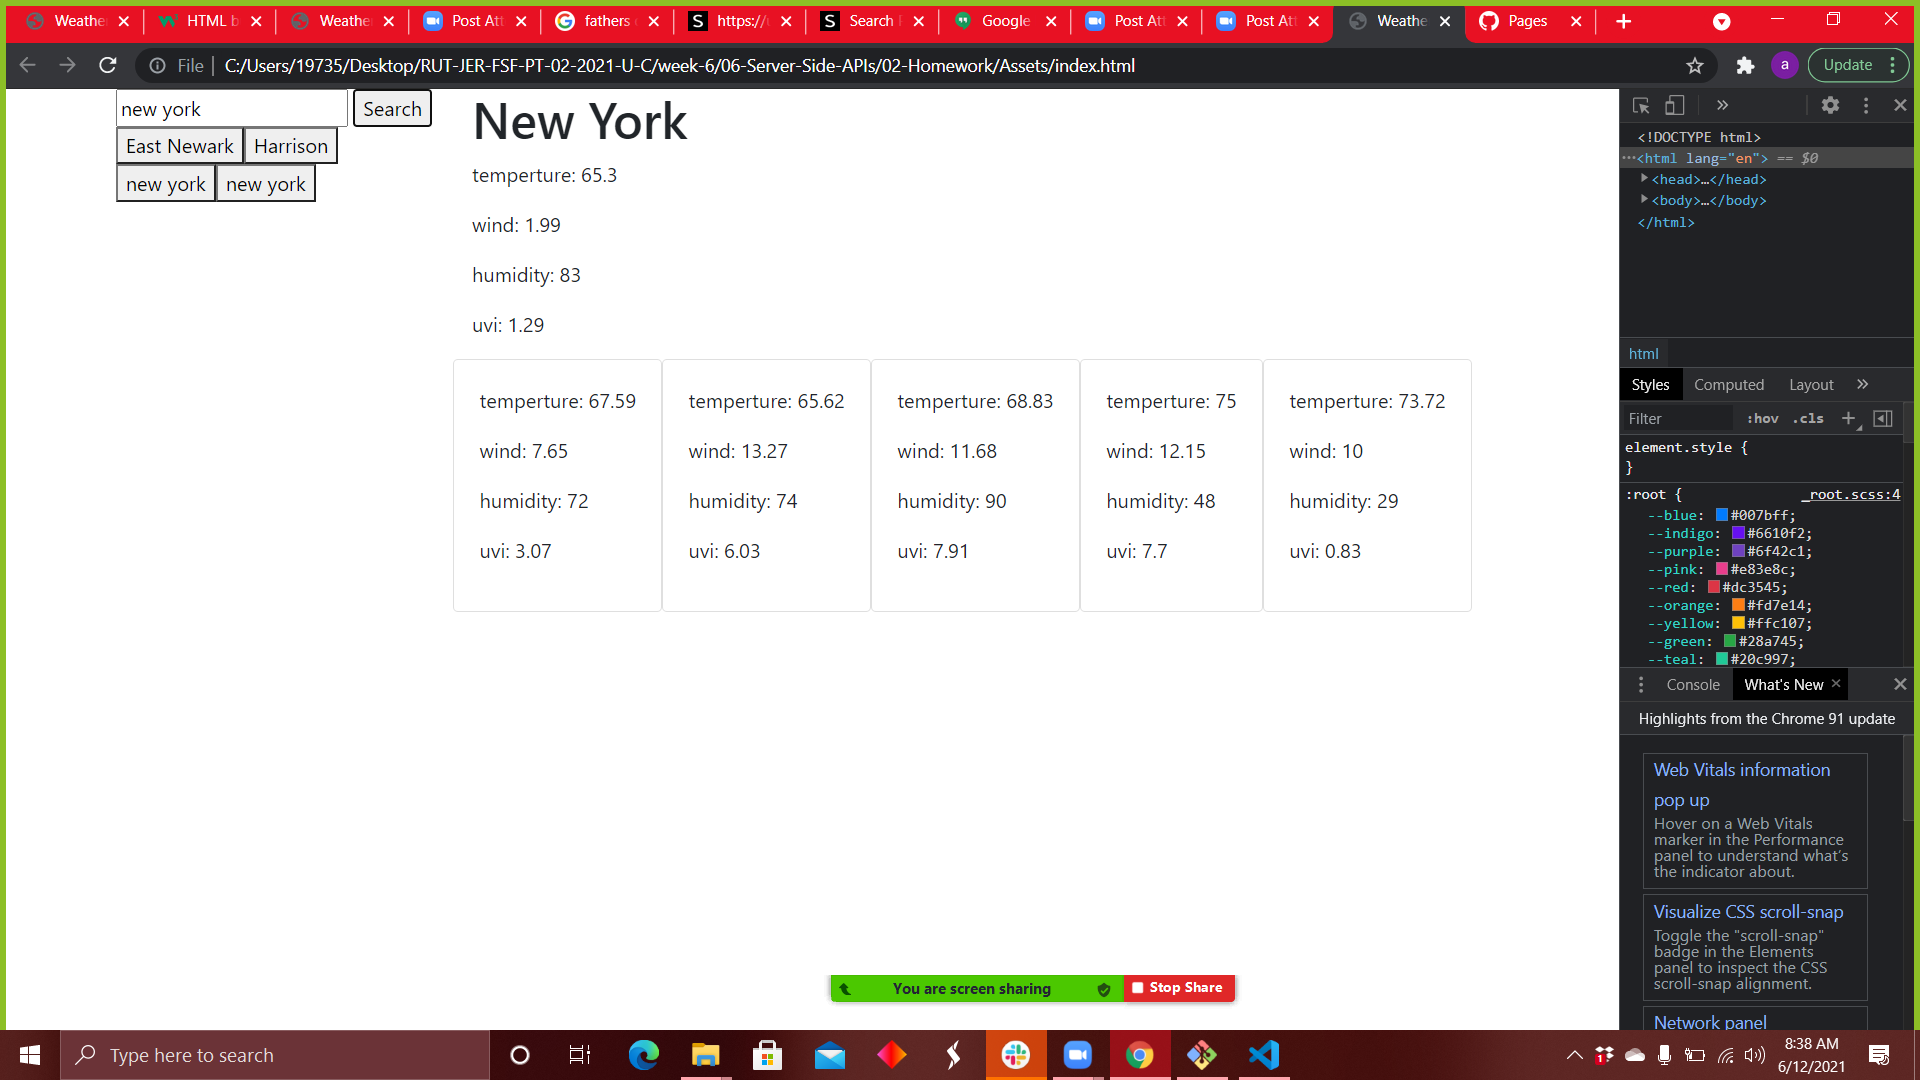 Weathe
HTML b
Weathe
Post Att
fathers
https://
Search
Google
Post Att
Post Att
Weathe
Pages
File
C:/Users/19735/Desktop/RUT-JER-FSF-PT-02-2021-U-C/week-6/06-Server-Side-APIs/02-Homework/Assets/index.html
a
Update
new york
Search
East Newark
Harrison
new york
new york
New York
temperture: 65.3
wind: 1.99
humidity: 83
uvi: 1.29
temperture: 67.59
wind: 7.65
humidity: 72
uvi: 3.07
temperture: 65.62
wind: 13.27
humidity: 74
uvi: 6.03
temperture: 68.83
wind: 11.68
humidity: 90
uvi: 7.91
temperture: 75
wind: 12.15
humidity: 48
uvi: 7.7
temperture: 73.72
wind: 10
humidity: 29
uvi: 0.83
<!DOCTYPE html>
<html lang="en"> == $0
<head>…</head>
<body>…</body>
</html>
html
Styles
Computed
Layout
Filter
:hov
.cls
element.style {
}
:root {
_root.scss:4
--blue: #007bff;
--indigo: #6610f2;
--purple: #6f42c1;
--pink: #e83e8c;
--red: #dc3545;
--orange: #fd7e14;
--yellow: #ffc107;
--green: #28a745;
--teal: #20c997;
Console
What's New
Highlights from the Chrome 91 update
Web Vitals information
pop up
Hover on a Web Vitals
marker in the Performance
panel to understand what's
the indicator about.
Visualize CSS scroll-snap
Toggle the "scroll-snap"
badge in the Elements
panel to inspect the CSS
scroll-snap alignment.
Network panel
You are screen sharing
Stop Share
Type here to search
8:38 AM
6/12/2021